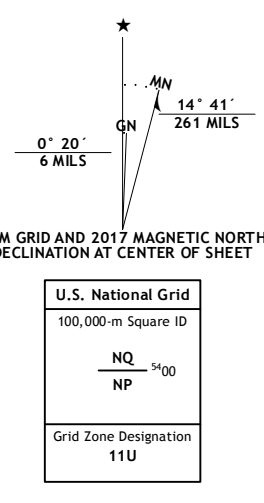 ★
MN
14° 41´
261 MILS
GN
0° 20´
6 MILS
M GRID AND 2017 MAGNETIC NORTH
DECLINATION AT CENTER OF SHEET
U.S. National Grid
100,000-m Square ID
NQ
5400
NP
Grid Zone Designation
11U